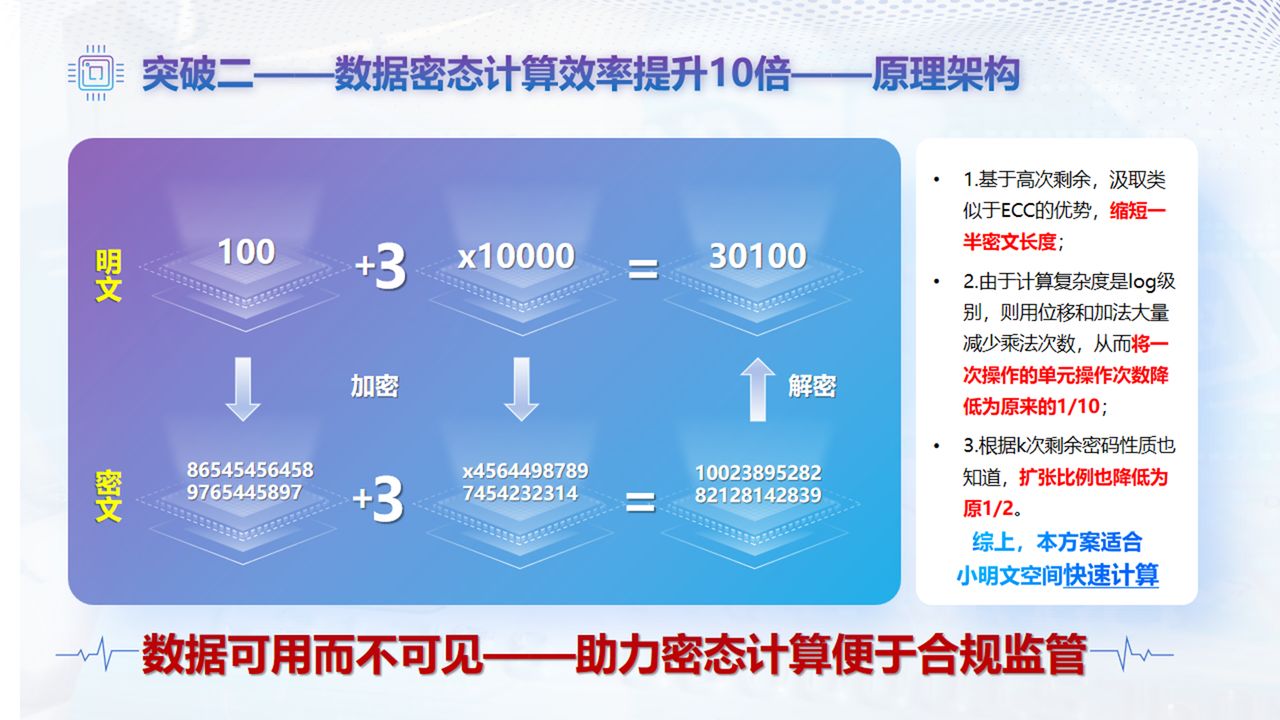 突破二——数据密态计算效率提升10倍——原理架构
明文
100
+3
x10000
=
30100
加密
解密
密文
86545456458
9765445897
+3
x4564498789
7454232314
=
10023895282
82128142839
• 1.基于高次剩余，汲取类
似于ECC的优势，缩短一
半密文长度；
• 2.由于计算复杂度是log级
别，则用位移和加法大量
减少乘法次数，从而将一
次操作的单元操作次数降
低为原来的1/10；
• 3.根据k次剩余密码性质也
知道，扩张比例也降低为
原1/2。
综上，本方案适合
小明文空间快速计算
数据可用而不可见——助力密态计算便于合规监管